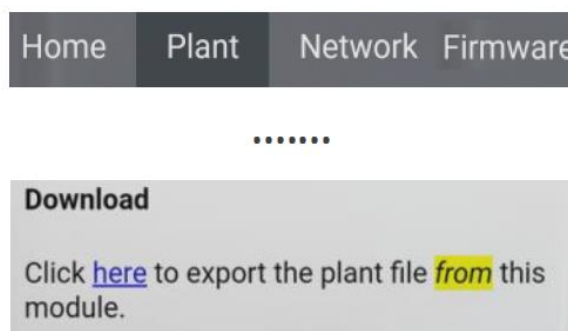 Home Plant Network Firmware
.......
Download
Click here to export the plant file from this
module.